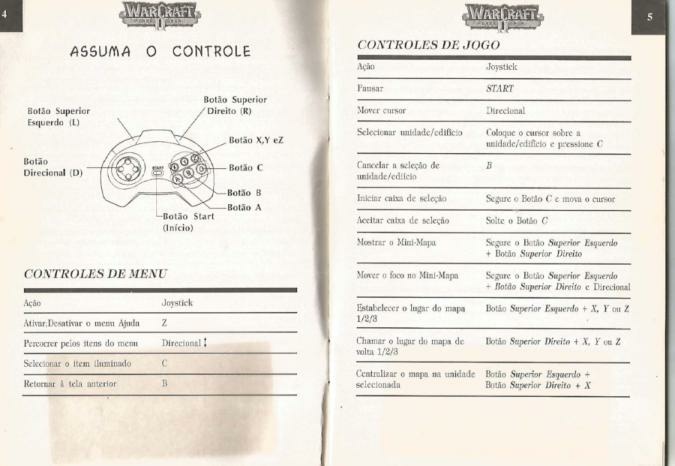 4
WARCRAFT
II
ASSUMA O CONTROLE
Botão Superior
Esquerdo (L)
Botão Superior
Direito (R)
Botão X,Y eZ
Botão
Direcional (D)
START
Botão C
Botão B
Botão A
Botão Start
(Início)
CONTROLES DE MENU
Ação Joystick
Ativar,Desativar o menu Ajuda Z
Percorrer pelos itens do menu Direcional ↕
Selecionar o item iluminado C
Retornar à tela anterior B
WARCRAFT
II
5
CONTROLES DE JOGO
Ação Joystick
Pausar START
Mover cursor Direcional
Selecionar unidade/edifício Coloque o cursor sobre a
unidade/edifício e pressione C
Cancelar a seleção de B
unidade/edifício
Iniciar caixa de seleção Segure o Botão C e mova o cursor
Aceitar caixa de seleção Solte o Botão C
Mostrar o Mini-Mapa Segure o Botão Superior Esquerdo
+ Botão Superior Direito
Mover o foco no Mini-Mapa Segure o Botão Superior Esquerdo
+ Botão Superior Direito e Direcional
Estabelecer o lugar do mapa Botão Superior Esquerdo + X, Y ou Z
1/2/3
Chamar o lugar do mapa de Botão Superior Direito + X, Y ou Z
volta 1/2/3
Centralizar o mapa na unidade Botão Superior Esquerdo +
selecionada Botão Superior Direito + X